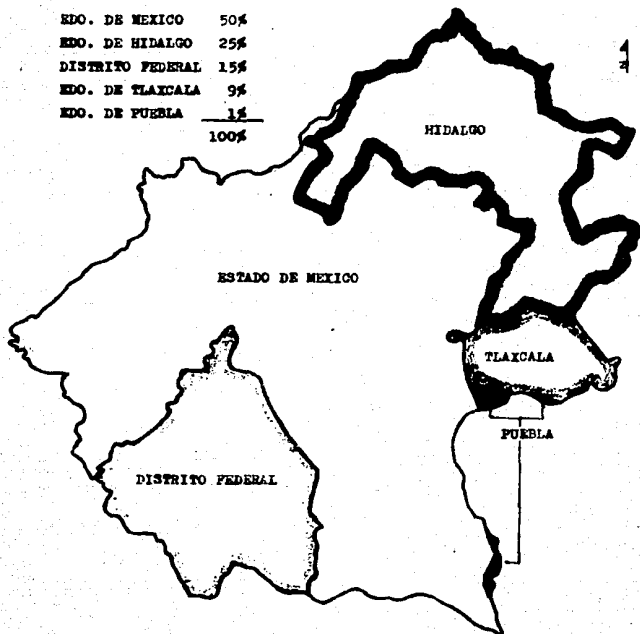 EDO. DE MEXICO 50%
EDO. DE HIDALGO 25%
DISTRITO FEDERAL 15%
EDO. DE TLAXCALA 9%
EDO. DE PUEBLA 1%
100%
HIDALGO
ESTADO DE MEXICO
TLAXCALA
PUEBLA
DISTRITO FEDERAL